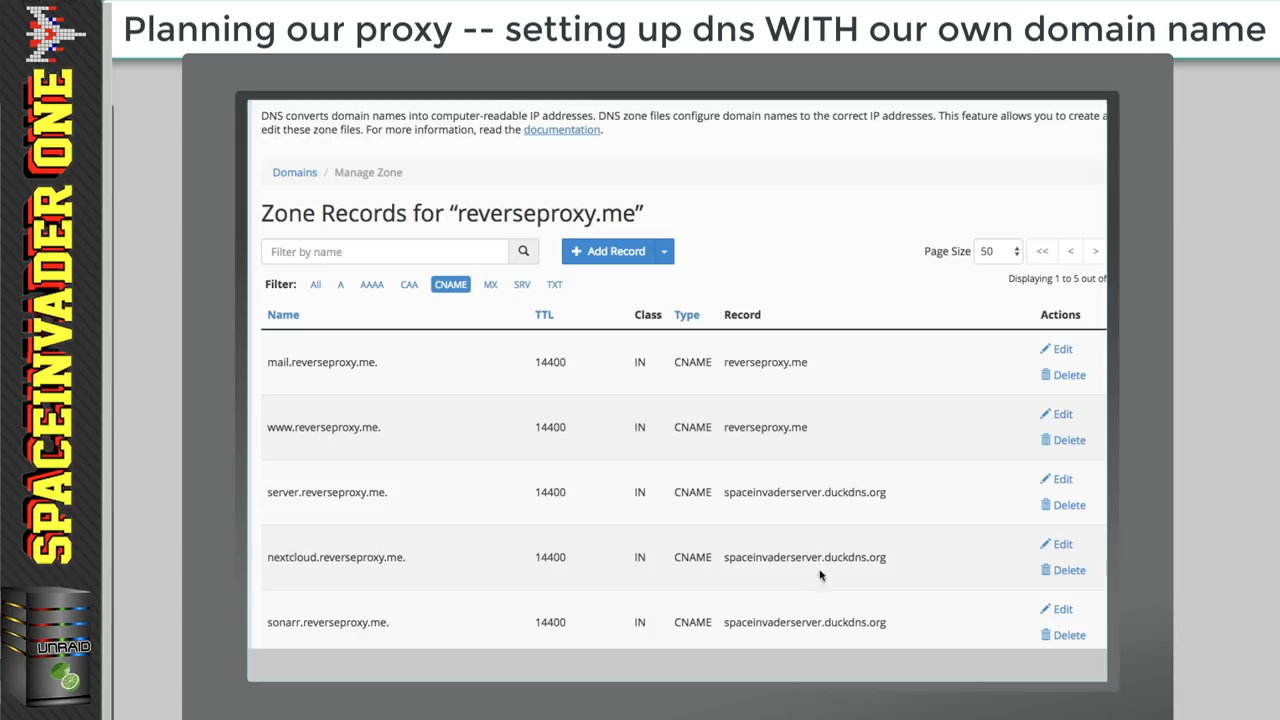 Planning our proxy -- setting up dns WITH our own domain name
SPACEINVADER ONE
UNRAID
DNS converts domain names into computer-readable IP addresses. DNS zone files configure domain names to the correct IP addresses. This feature allows you to create a
edit these zone files. For more information, read the documentation.
Domains / Manage Zone
Zone Records for “reverseproxy.me”
Filter by name
+ Add Record
Page Size 50 << < >
Filter: All A AAAA CAA CNAME MX SRV TXT
Displaying 1 to 5 out of
Name TTL Class Type Record Actions
mail.reverseproxy.me. 14400 IN CNAME reverseproxy.me Edit
Delete
www.reverseproxy.me. 14400 IN CNAME reverseproxy.me Edit
Delete
server.reverseproxy.me. 14400 IN CNAME spaceinvaderserver.duckdns.org Edit
Delete
nextcloud.reverseproxy.me. 14400 IN CNAME spaceinvaderserver.duckdns.org Edit
Delete
sonarr.reverseproxy.me. 14400 IN CNAME spaceinvaderserver.duckdns.org Edit
Delete